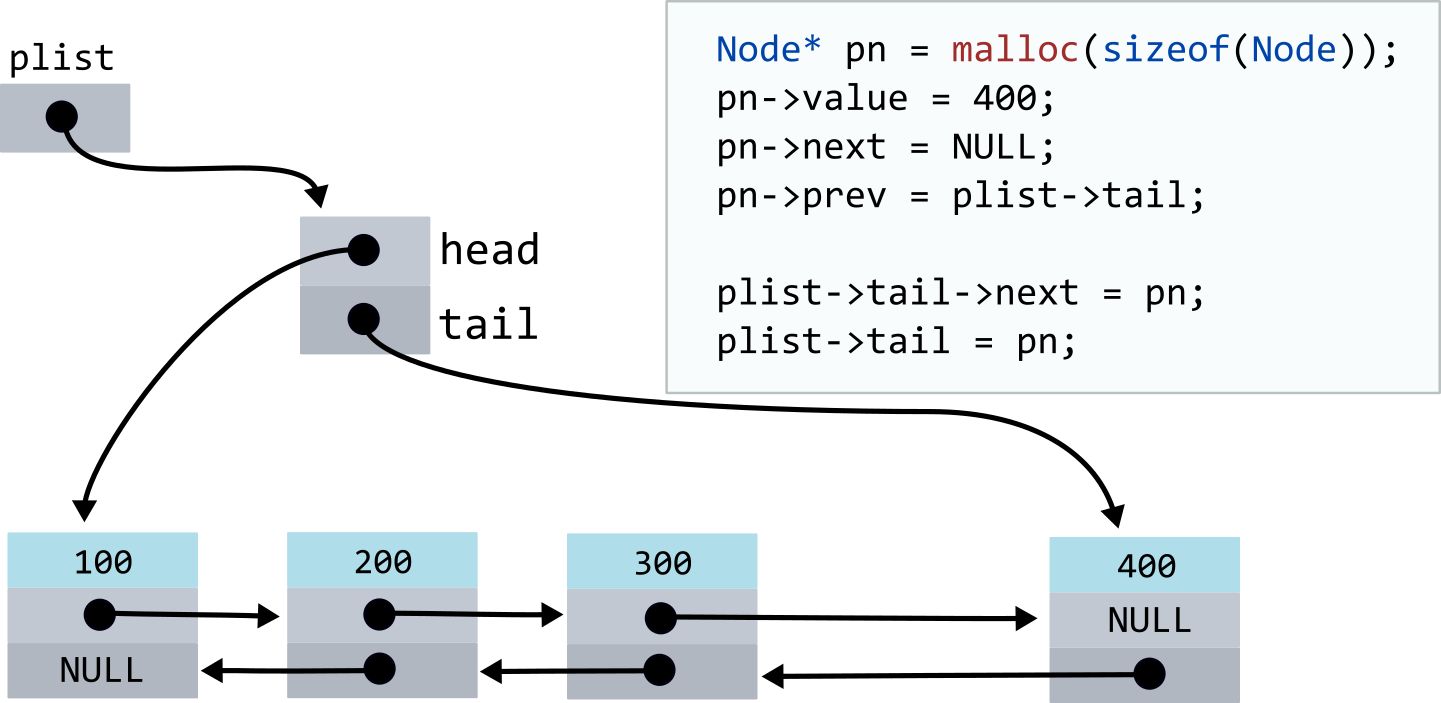 plist
Node* pn = malloc(sizeof(Node));
pn->value = 400;
pn->next = NULL;
pn->prev = plist->tail;
plist->tail->next = pn;
plist->tail = pn;
head
tail
100 200 300 400
NULL
NULL